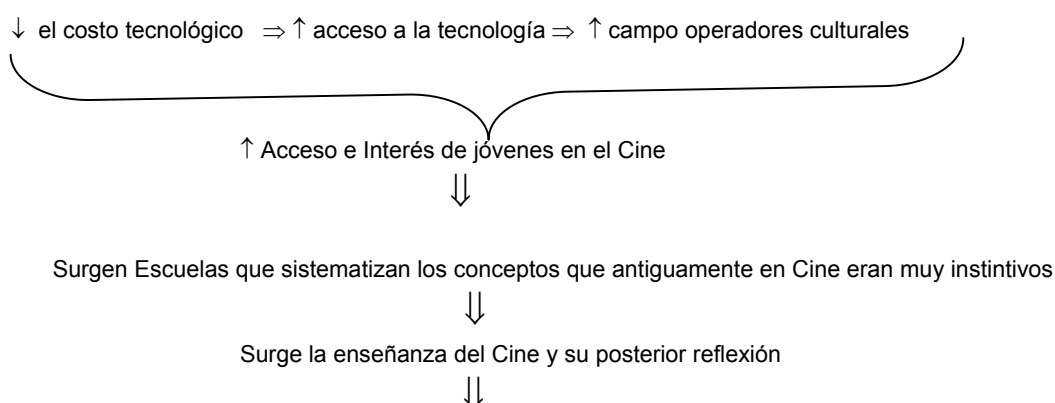 ↓ el costo tecnológico ⇒ ↑ acceso a la tecnología ⇒ ↑ campo operadores culturales
↑ Acceso e Interés de jóvenes en el Cine
⇓
Surgen Escuelas que sistematizan los conceptos que antiguamente en Cine eran muy instintivos
⇓
Surge la enseñanza del Cine y su posterior reflexión
⇓